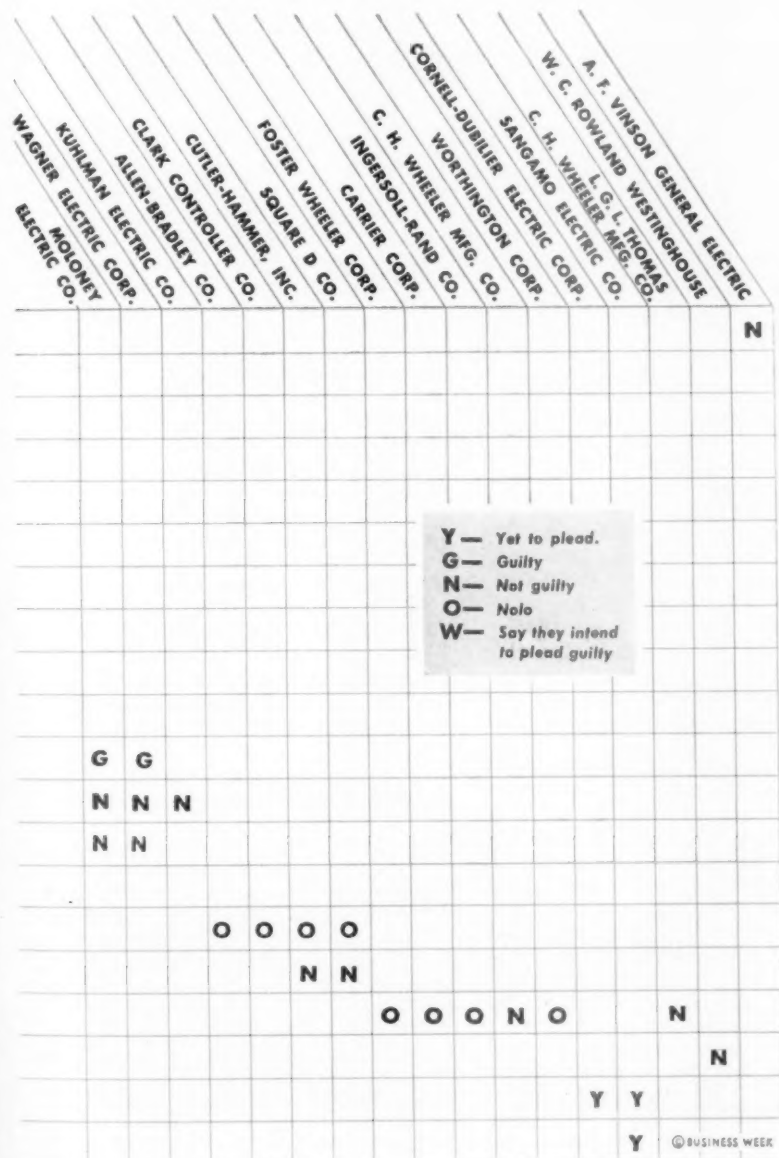 MOLONEY
ELECTRIC CO.
WAGNER ELECTRIC CORP.
KUHLMAN ELECTRIC CO.
ALLEN-BRADLEY CO.
CLARK CONTROLLER CO.
CUTLER-HAMMER, INC.
SQUARE D CO.
FOSTER WHEELER CORP.
CARRIER CORP.
INGERSOLL-RAND CO.
C. H. WHEELER MFG. CO.
WORTHINGTON CORP.
CORNELL-DUBILIER ELECTRIC CORP.
SANGAMO ELECTRIC CO.
L. G. L. THOMAS
C. H. WHEELER MFG. CO.
W. C. ROWLAND WESTINGHOUSE
A. F. VINSON GENERAL ELECTRIC
N
Y — Yet to plead.
G — Guilty
N — Not guilty
O — Nolo
W — Say they intend
to plead guilty
G G
N N N
N N
O O O O
N N
O O O N O N
N
Y Y
Y
© BUSINESS WEEK